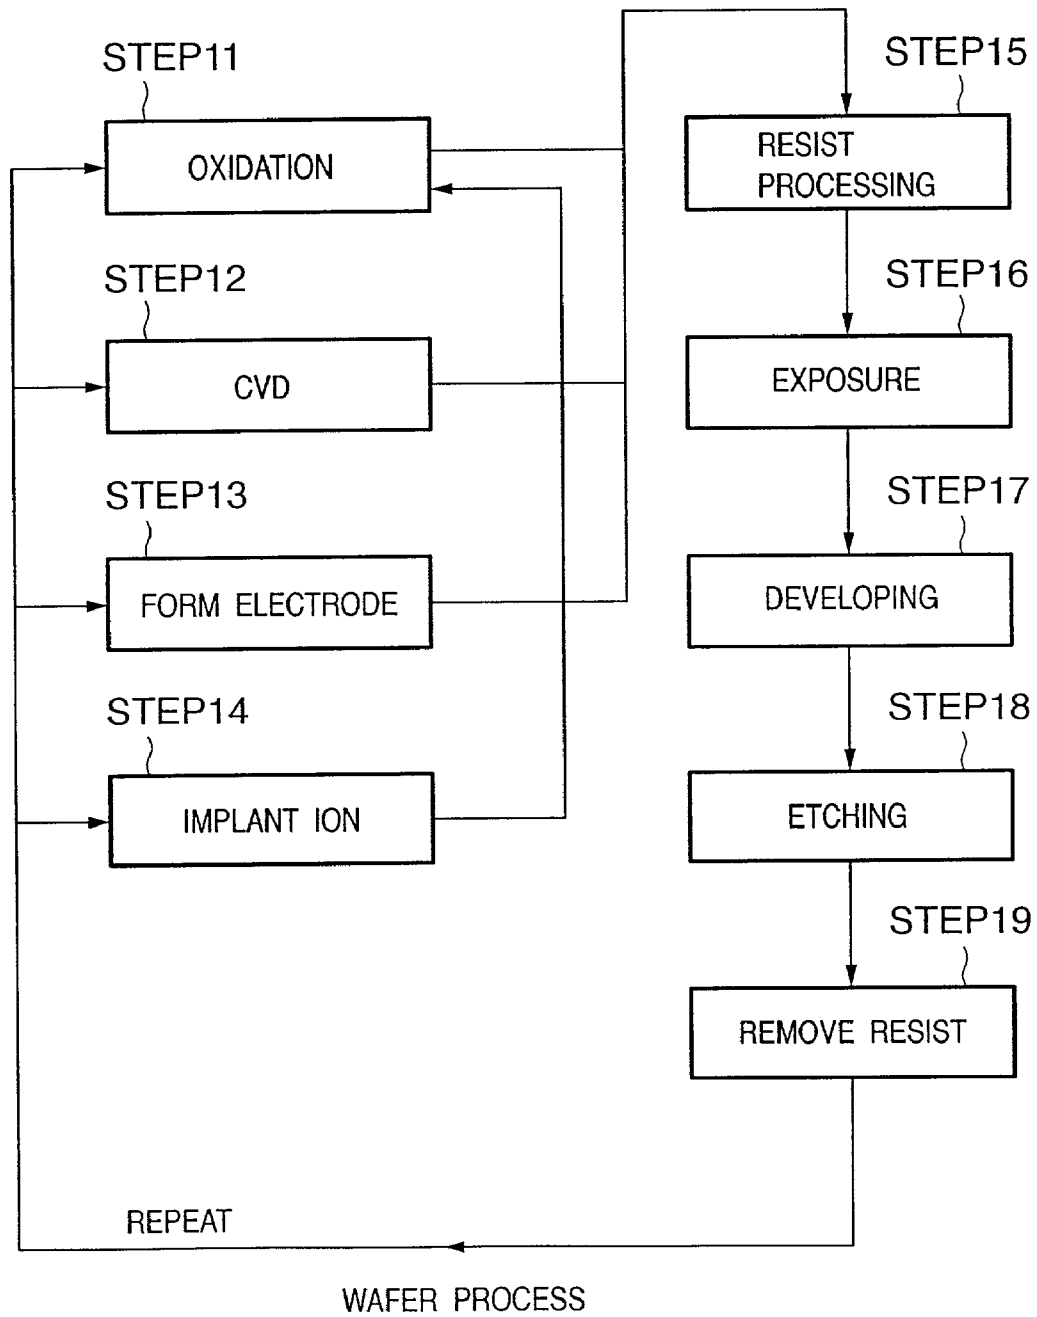 STEP11
OXIDATION
STEP12
CVD
STEP13
FORM ELECTRODE
STEP14
IMPLANT ION
STEP15
RESIST
PROCESSING
STEP16
EXPOSURE
STEP17
DEVELOPING
STEP18
ETCHING
STEP19
REMOVE RESIST
REPEAT
WAFER PROCESS